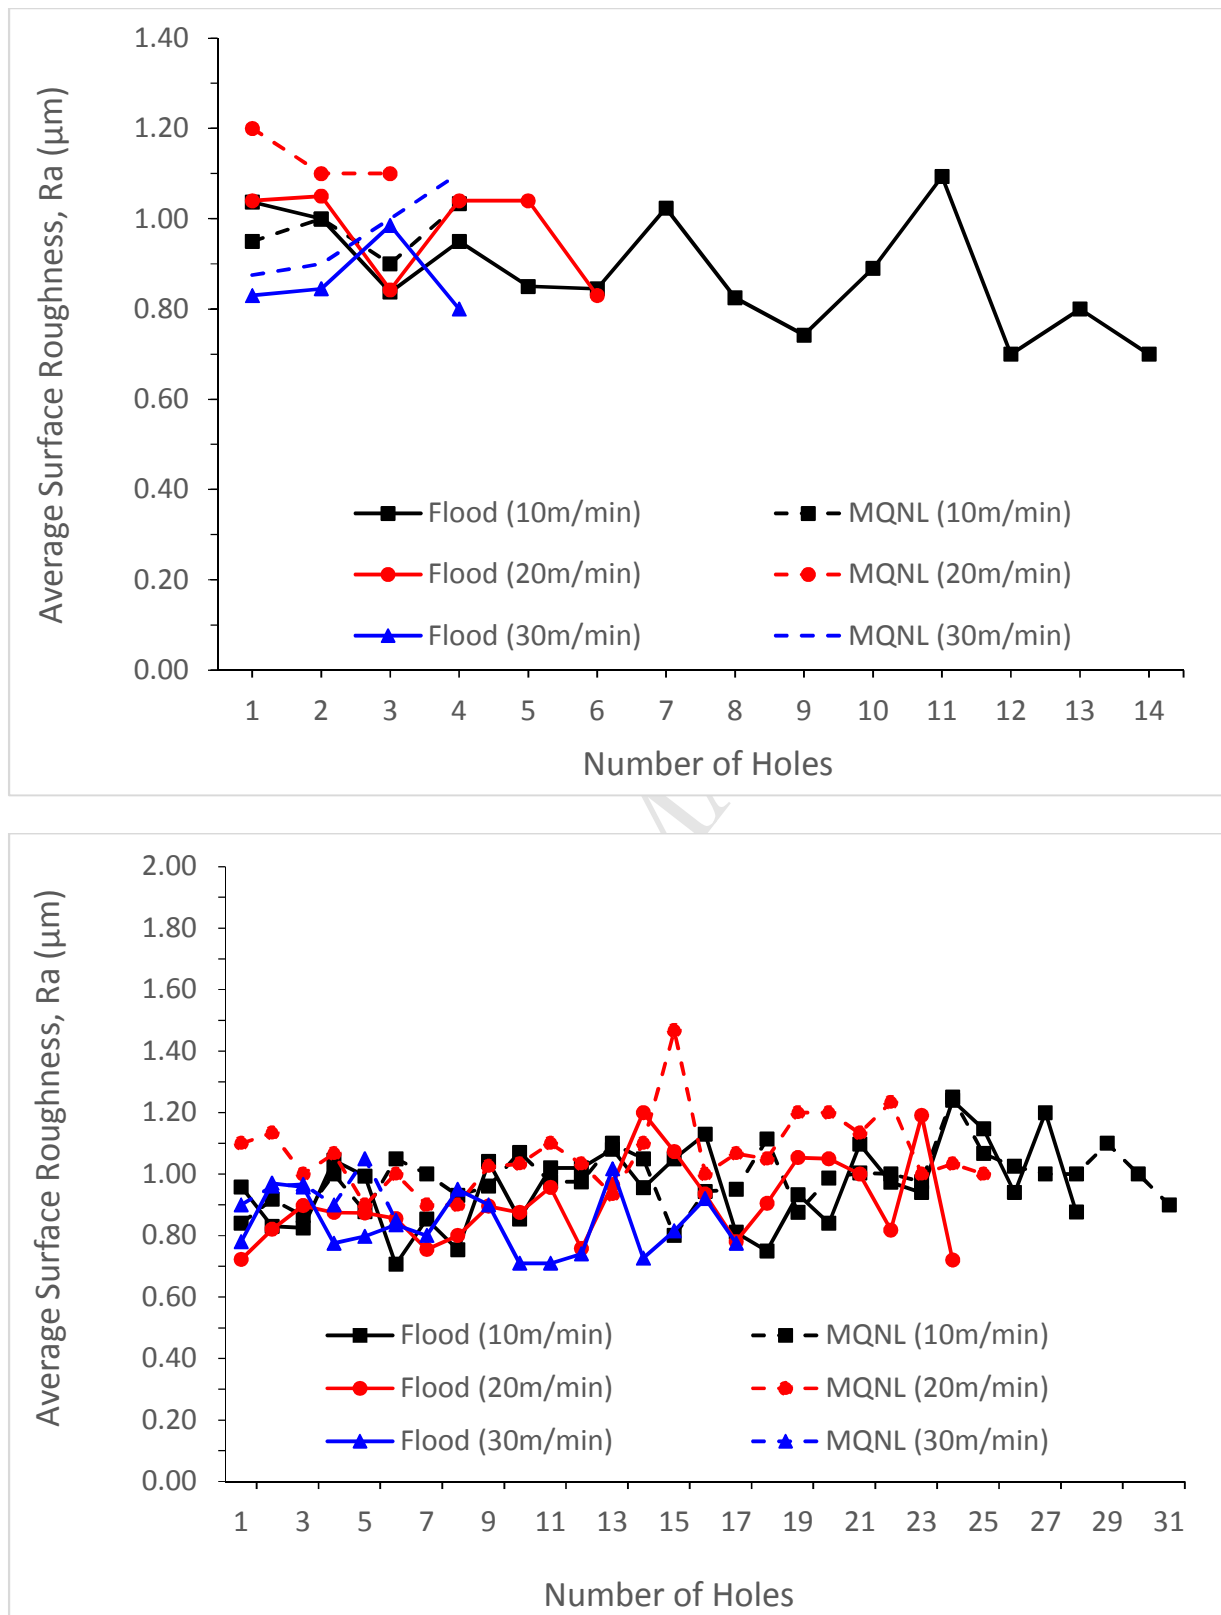 1.40
1.20
1.00
0.80
0.60
0.40
0.20
0.00
Average Surface Roughness, Ra (µm)
Flood (10m/min) MQNL (10m/min)
Flood (20m/min) MQNL (20m/min)
Flood (30m/min) MQNL (30m/min)
1 2 3 4 5 6 7 8 9 10 11 12 13 14
Number of Holes
2.00
1.80
1.60
1.40
1.20
1.00
0.80
0.60
0.40
0.20
0.00
Average Surface Roughness, Ra (µm)
Flood (10m/min) MQNL (10m/min)
Flood (20m/min) MQNL (20m/min)
Flood (30m/min) MQNL (30m/min)
1 3 5 7 9 11 13 15 17 19 21 23 25 27 29 31
Number of Holes